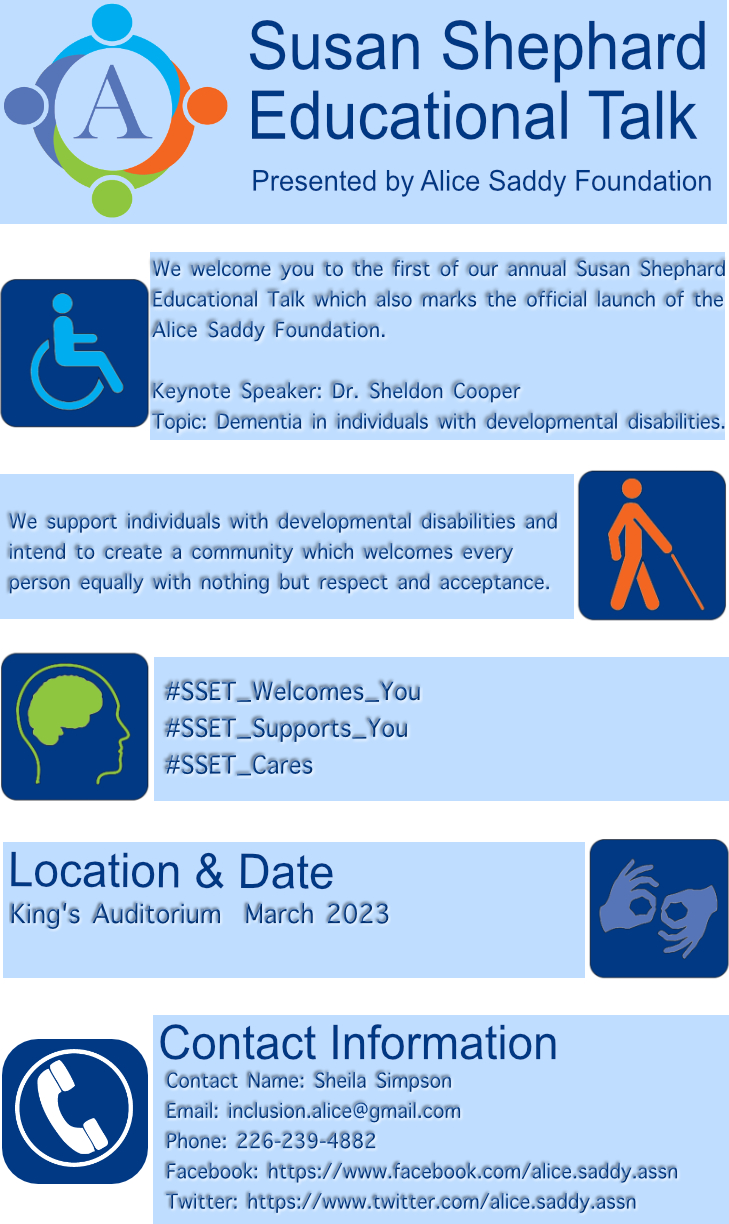 A
Susan Shephard
Educational Talk
Presented by Alice Saddy Foundation
We welcome you to the first of our annual Susan Shephard
Educational Talk which also marks the official launch of the
Alice Saddy Foundation.
Keynote Speaker: Dr. Sheldon Cooper
Topic: Dementia in individuals with developmental disabilities.
We support individuals with developmental disabilities and
intend to create a community which welcomes every
person equally with nothing but respect and acceptance.
#SSET_Welcomes_You
#SSET_Supports_You
#SSET_Cares
Location & Date
King's Auditorium March 2023
Contact Information
Contact Name: Sheila Simpson
Email: inclusion.alice@gmail.com
Phone: 226-239-4882
Facebook: https://www.facebook.com/alice.saddy.assn
Twitter: https://www.twitter.com/alice.saddy.assn